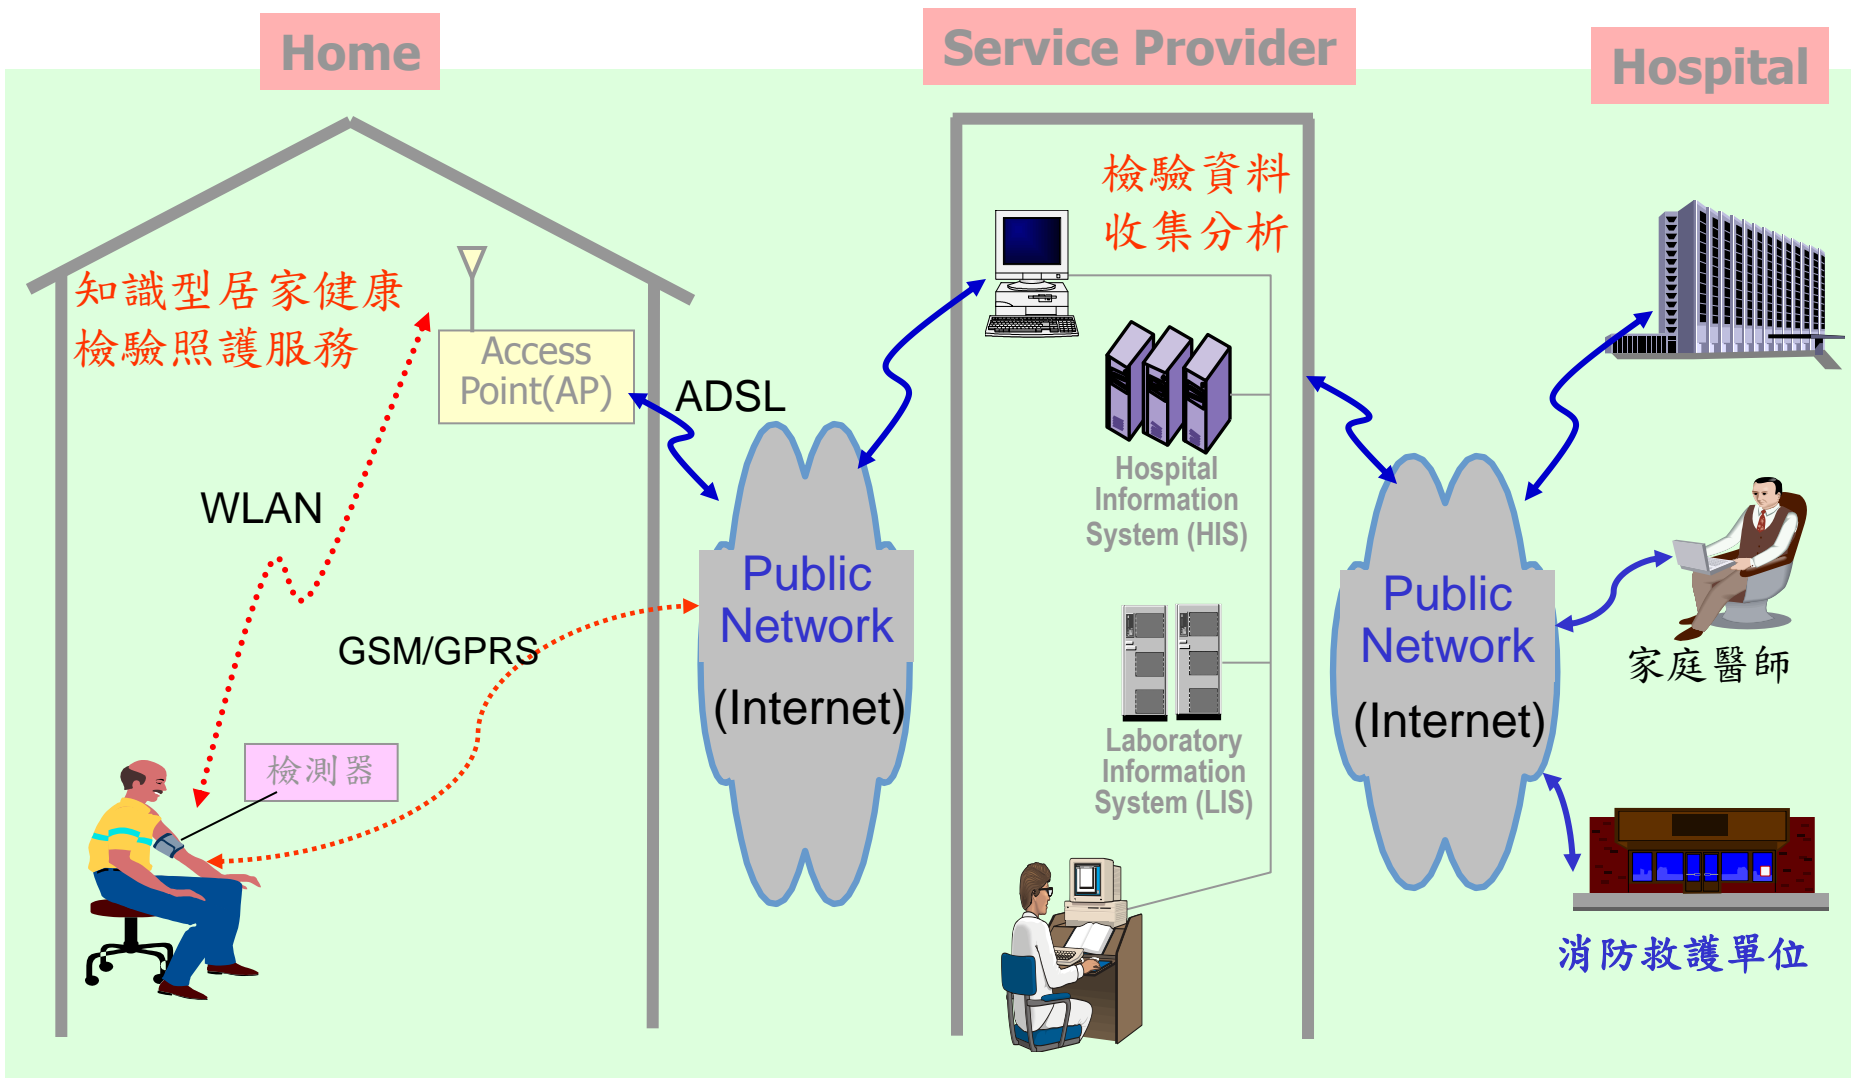 Home
Service Provider
Hospital
知識型居家健康
檢驗照護服務
Access
Point(AP)
ADSL
WLAN
GSM/GPRS
檢測器
Public
Network
(Internet)
檢驗資料
收集分析
Hospital
Information
System (HIS)
Laboratory
Information
System (LIS)
Public
Network
(Internet)
家庭醫師
消防救護單位